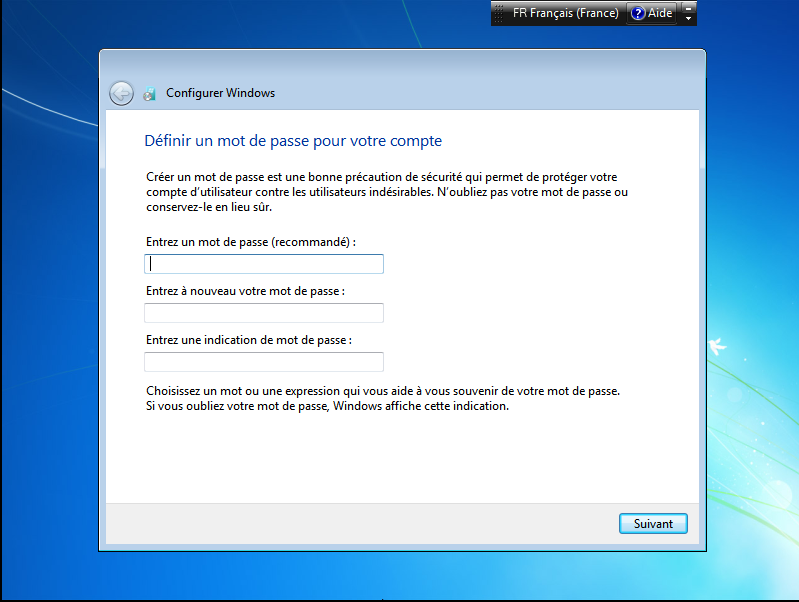 FR Français (France) Aide
Configurer Windows
Définir un mot de passe pour votre compte
Créer un mot de passe est une bonne précaution de sécurité qui permet de protéger votre
compte d'utilisateur contre les utilisateurs indésirables. N'oubliez pas votre mot de passe ou
conservez-le en lieu sûr.
Entrez un mot de passe (recommandé) :
Entrez à nouveau votre mot de passe :
Entrez une indication de mot de passe :
Choisissez un mot ou une expression qui vous aide à vous souvenir de votre mot de passe.
Si vous oubliez votre mot de passe, Windows affiche cette indication.
Suivant